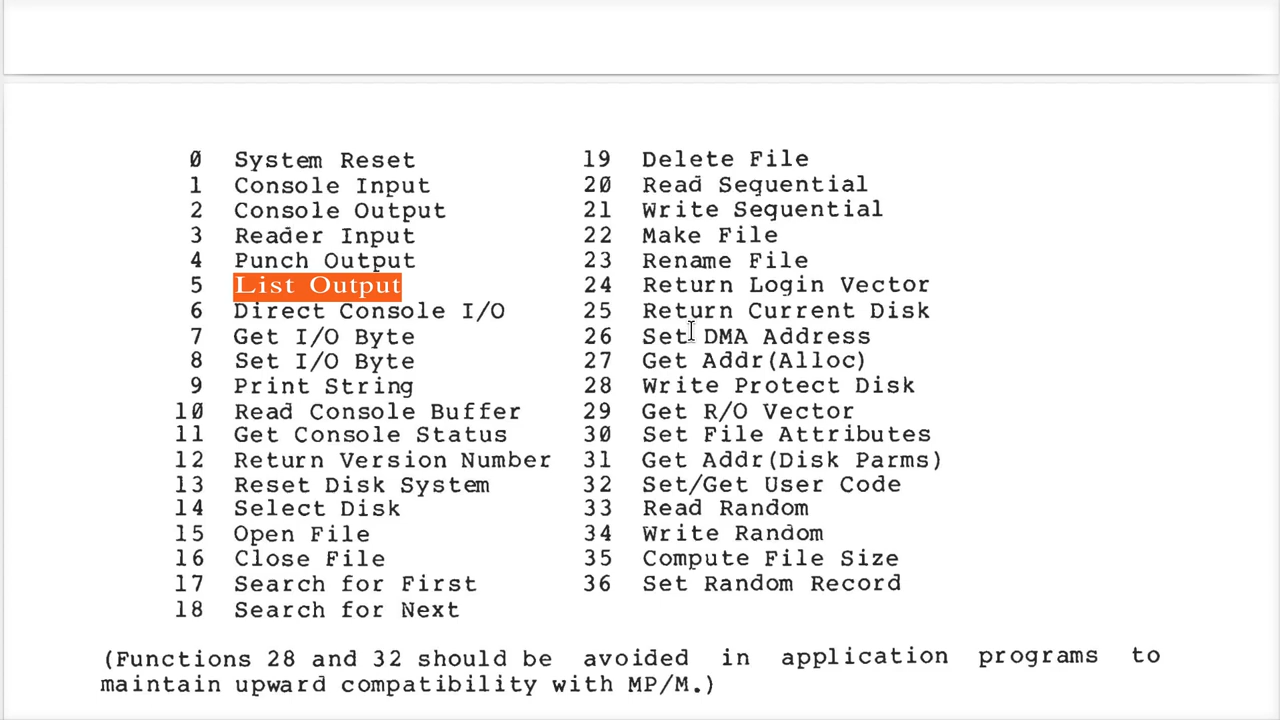 0 System Reset 19 Delete File
1 Console Input 20 Read Sequential
2 Console Output 21 Write Sequential
3 Reader Input 22 Make File
4 Punch Output 23 Rename File
5 List Output 24 Return Login Vector
6 Direct Console I/O 25 Return Current Disk
7 Get I/O Byte 26 Set DMA Address
8 Set I/O Byte 27 Get Addr(Alloc)
9 Print String 28 Write Protect Disk
10 Read Console Buffer 29 Get R/O Vector
11 Get Console Status 30 Set File Attributes
12 Return Version Number 31 Get Addr(Disk Parms)
13 Reset Disk System 32 Set/Get User Code
14 Select Disk 33 Read Random
15 Open File 34 Write Random
16 Close File 35 Compute File Size
17 Search for First 36 Set Random Record
18 Search for Next
(Functions 28 and 32 should be avoided in application programs to
maintain upward compatibility with MP/M.)